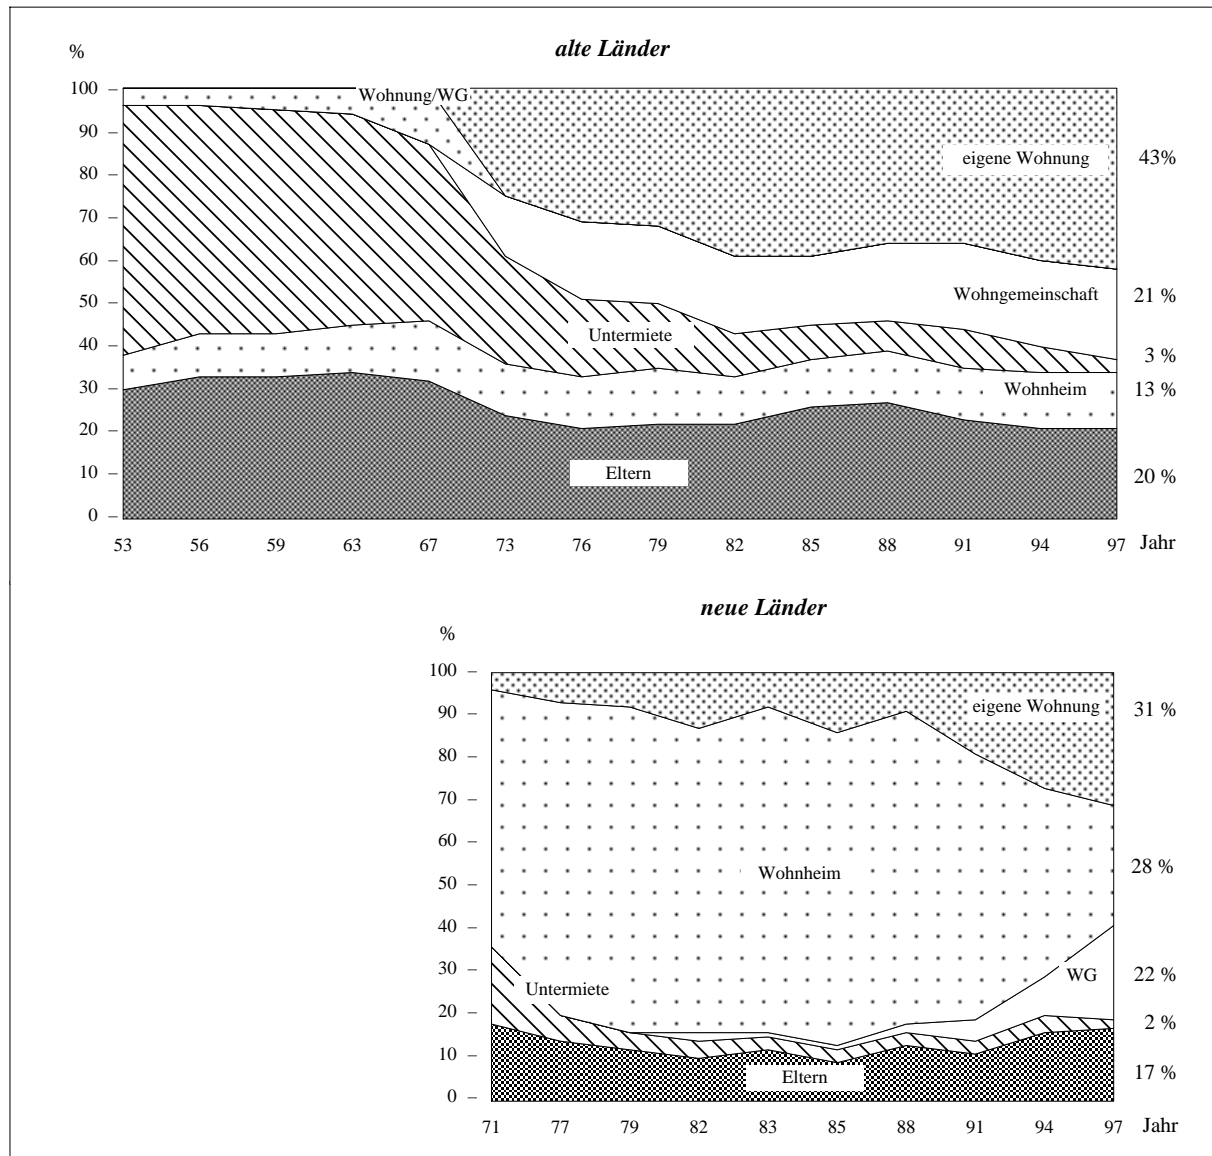 alte Länder
%
100
Wohnung/WG
90
eigene Wohnung
43%
80
70
60
50
Wohngemeinschaft
21 %
Untermiete
40
3 %
30
Wohnheim
13 %
20
10
Eltern
20 %
0
53 56 59 63 67 73 76 79 82 85 88 91 94 97 Jahr
neue Länder
%
100
90
eigene Wohnung
31 %
80
70
60
50
Wohnheim
28 %
40
30
WG
22 %
Untermiete
20
2 %
10
Eltern
17 %
0
71 77 79 82 83 85 88 91 94 97 Jahr